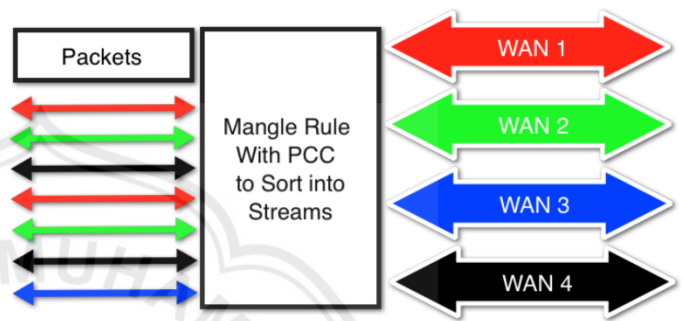 Packets
Mangle Rule
With PCC
to Sort into
Streams
WAN 1
WAN 2
WAN 3
WAN 4